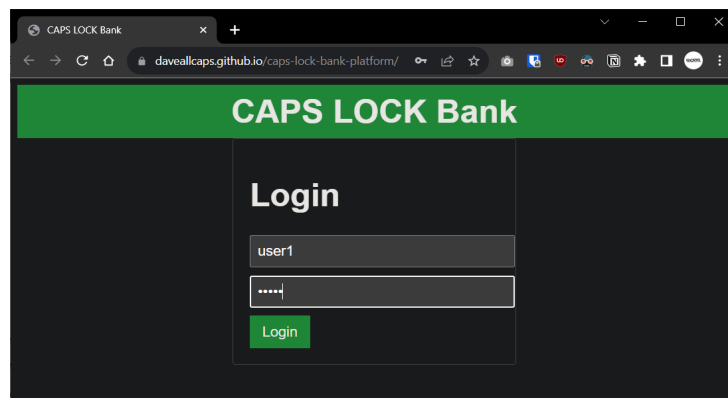 CAPS LOCK Bank
daveallcaps.github.io/caps-lock-bank-platform/
CAPS LOCK Bank
Login
user1
•••••
Login